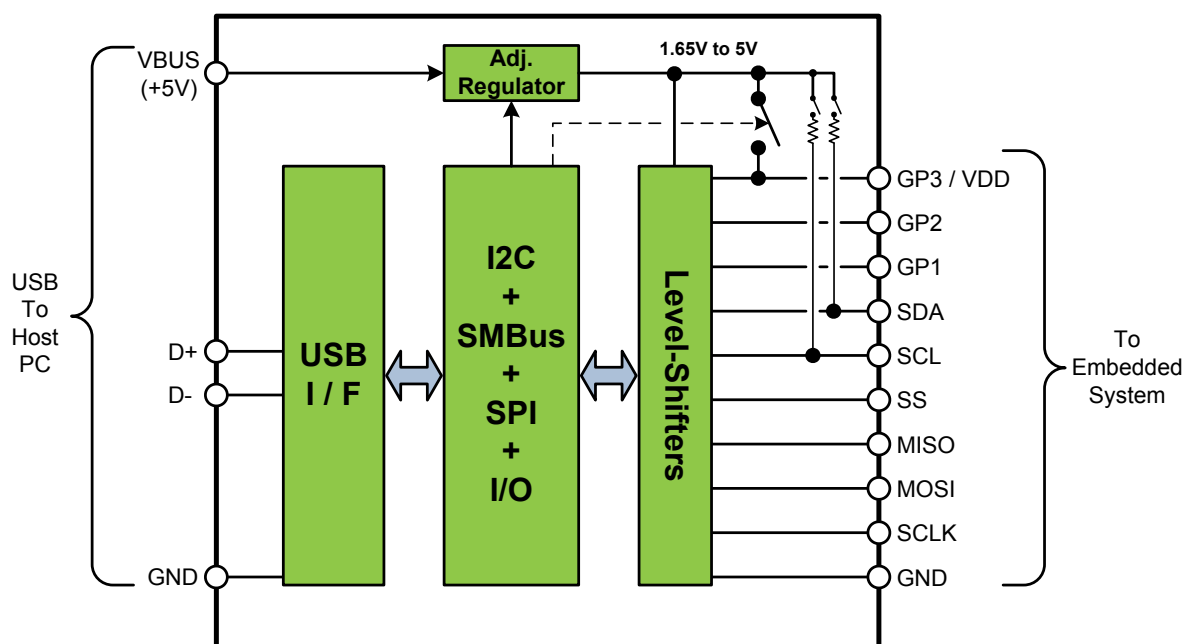 VBUS
(+5V)
Adj.
Regulator
1.65V to 5V
USB
To
Host
PC
D+
D-
GND
USB
I / F
I2C
+
SMBus
+
SPI
+
I/O
Level-Shifters
GP3 / VDD
GP2
GP1
SDA
SCL
SS
MISO
MOSI
SCLK
GND
To
Embedded
System